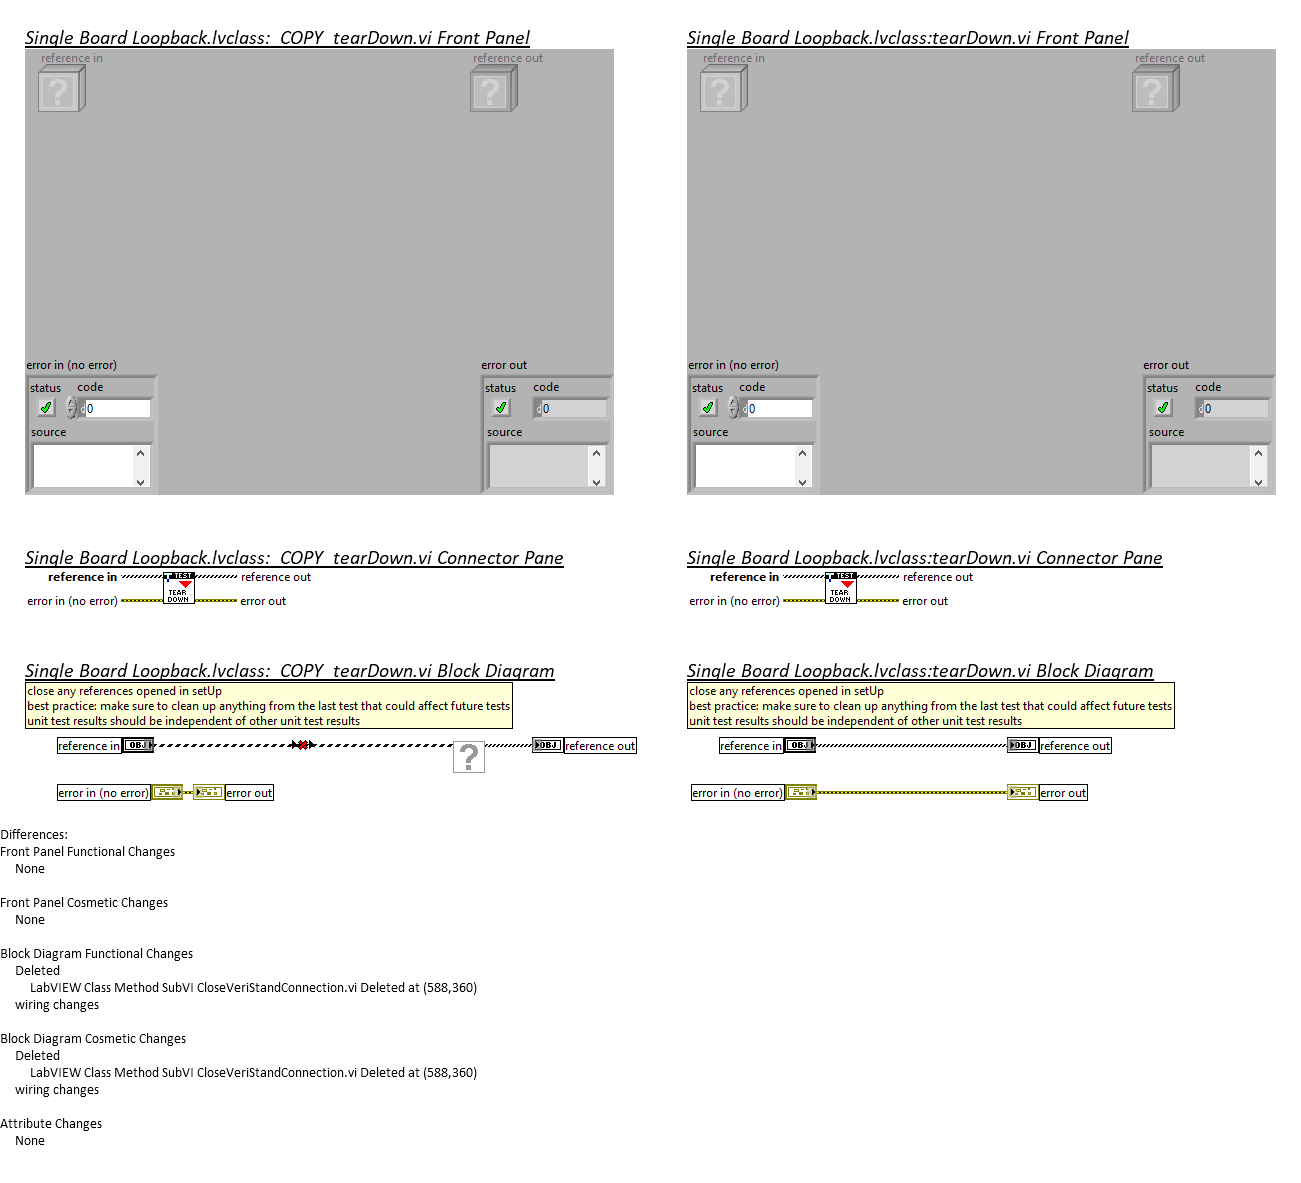 Single Board Loopback.lvclass:_COPY_tearDown.vi Front Panel
reference in
reference out
?
?
error in (no error)
error out
status code
status code
0
0
source
source
Single Board Loopback.lvclass:tearDown.vi Front Panel
reference in
reference out
?
?
error in (no error)
error out
status code
status code
0
0
source
source
Single Board Loopback.lvclass:_COPY_tearDown.vi Connector Pane
reference in
TEST
reference out
TEAR
DOWN
error in (no error)
error out
Single Board Loopback.lvclass:tearDown.vi Connector Pane
reference in
TEST
reference out
TEAR
DOWN
error in (no error)
error out
Single Board Loopback.lvclass:_COPY_tearDown.vi Block Diagram
close any references opened in setUp
best practice: make sure to clean up anything from the last test that could affect future tests
unit test results should be independent of other unit test results
reference in OBJ
?
OBJ reference out
error in (no error)
error out
Single Board Loopback.lvclass:tearDown.vi Block Diagram
close any references opened in setUp
best practice: make sure to clean up anything from the last test that could affect future tests
unit test results should be independent of other unit test results
reference in OBJ
OBJ reference out
error in (no error)
error out
Differences:
Front Panel Functional Changes
None
Front Panel Cosmetic Changes
None
Block Diagram Functional Changes
Deleted
LabVIEW Class Method SubVI CloseVeriStandConnection.vi Deleted at (588,360)
wiring changes
Block Diagram Cosmetic Changes
Deleted
LabVIEW Class Method SubVI CloseVeriStandConnection.vi Deleted at (588,360)
wiring changes
Attribute Changes
None